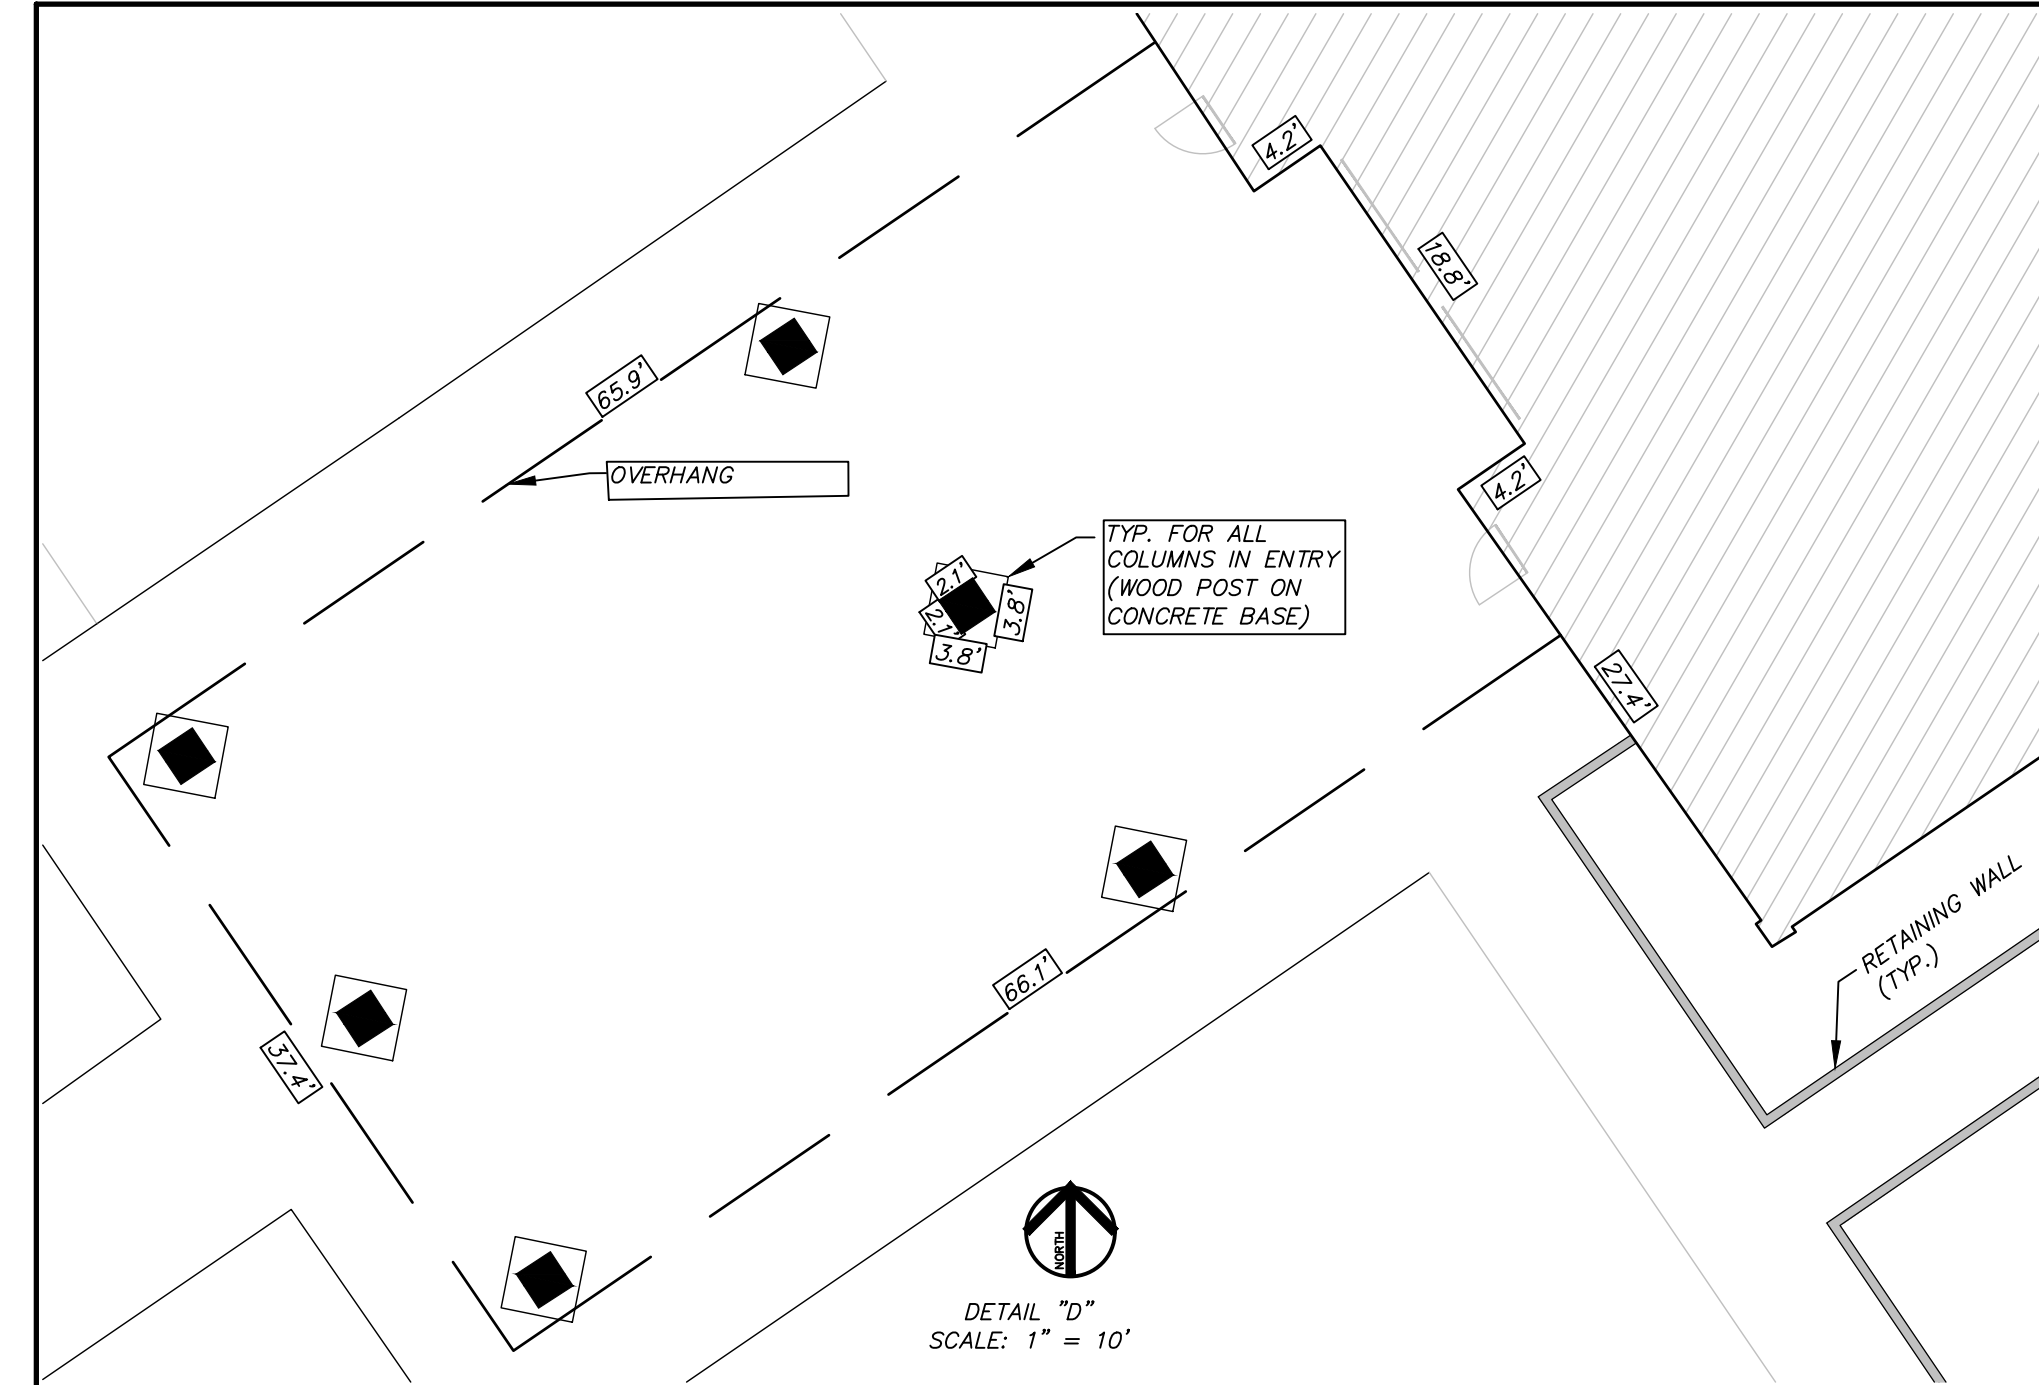 4.2'
18.8'
65.9'
OVERHANG
4.2'
TYP. FOR ALL
COLUMNS IN ENTRY
(WOOD POST ON
CONCRETE BASE)
2.1'
2.1'
3.8'
3.8'
27.4'
RETAINING WALL
(TYP.)
66.1'
37.4'
NORTH
DETAIL "D"
SCALE: 1" = 10'